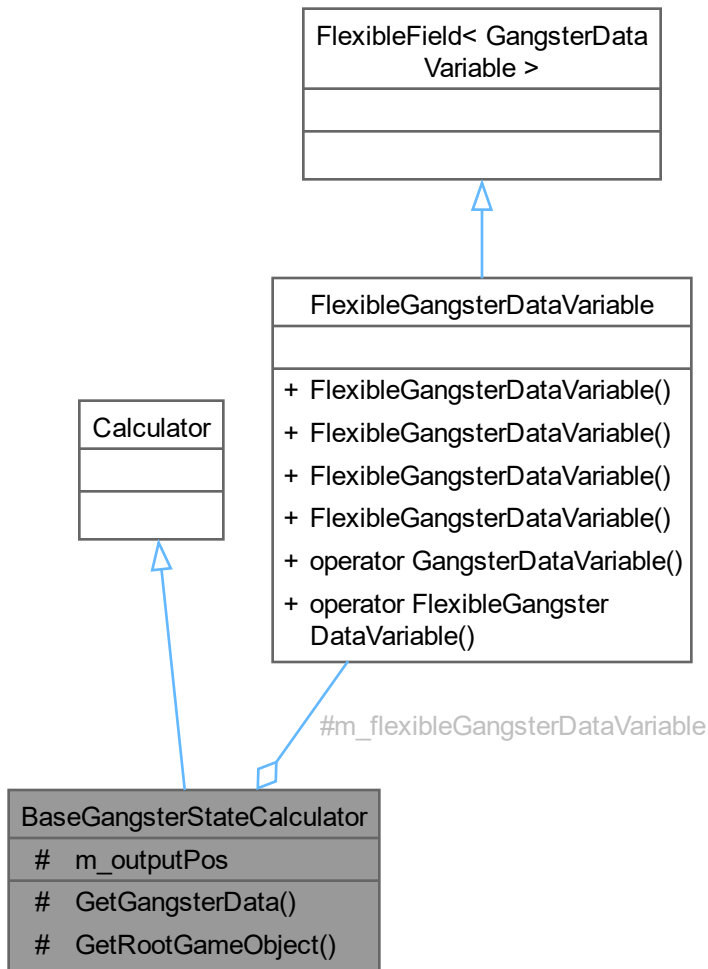 FlexibleField< GangsterData
Variable >
FlexibleGangsterDataVariable
+ FlexibleGangsterDataVariable()
+ FlexibleGangsterDataVariable()
+ FlexibleGangsterDataVariable()
+ FlexibleGangsterDataVariable()
+ operator GangsterDataVariable()
+ operator FlexibleGangster
DataVariable()
Calculator
#m_flexibleGangsterDataVariable
BaseGangsterStateCalculator
# m_outputPos
# GetGangsterData()
# GetRootGameObject()